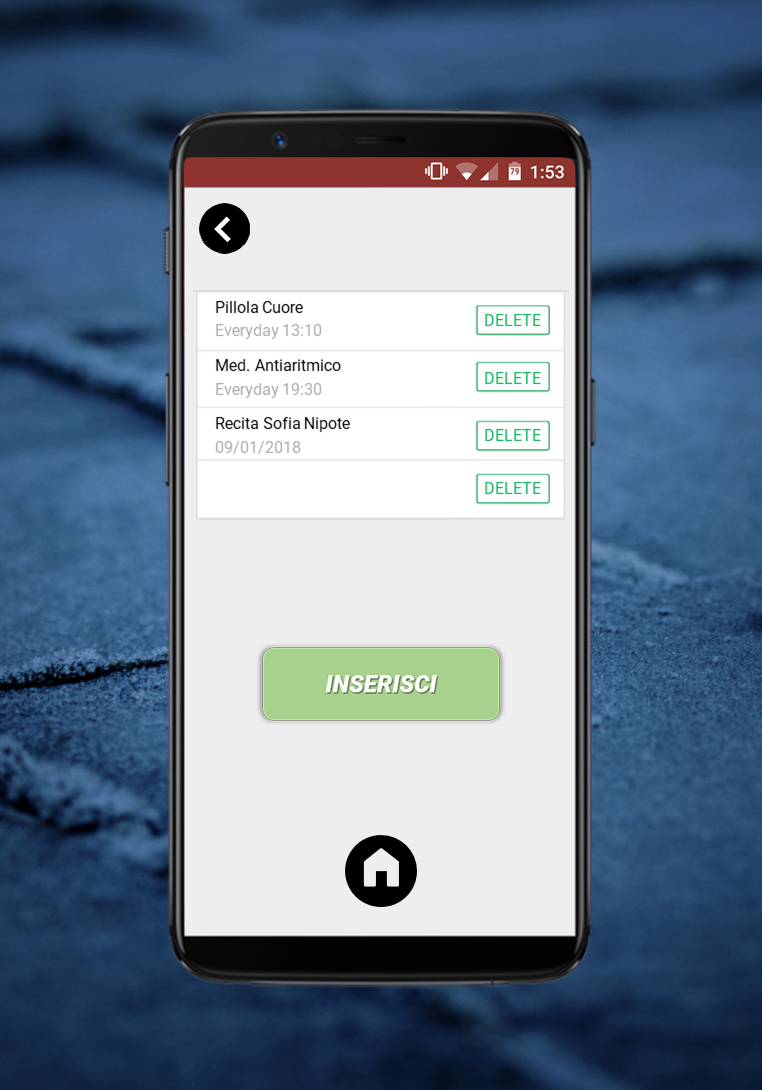 79 1:53
Pillola Cuore
Everyday 13:10
DELETE
Med. Antiaritmico
Everyday 19:30
DELETE
Recita Sofia Nipote
09/01/2018
DELETE
DELETE
INSERISCI